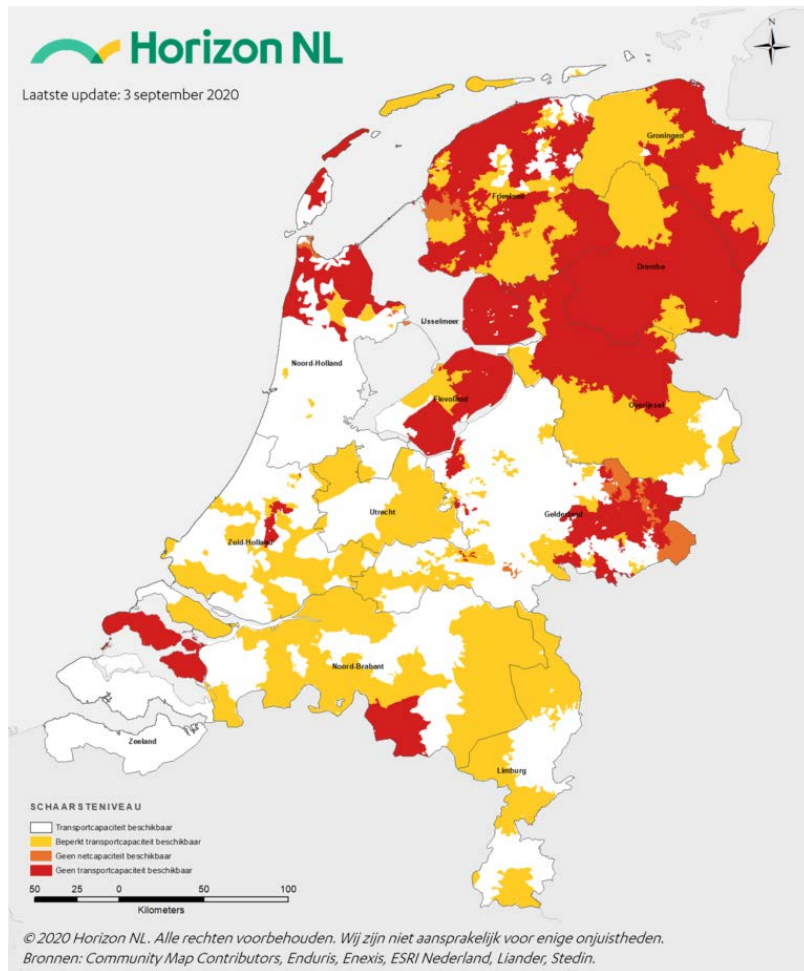 Horizon NL
Laatste update: 3 september 2020
N
Groningen
Friesland
Drenthe
IJsselmeer
Noord-Holland
Flevoland
Overijssel
Utrecht
Gelderland
Zuid-Holland
Noord-Brabant
Zeeland
Limburg
SCHAARSTENIVEAU
Transportcapaciteit beschikbaar
Beperkt transportcapaciteit beschikbaar
Geen netcapaciteit beschikbaar
Geen transportcapaciteit beschikbaar
50 25 0 50 100
Kilometers
© 2020 Horizon NL. Alle rechten voorbehouden. Wij zijn niet aansprakelijk voor enige onjuistheden.
Bronnen: Community Map Contributors, Enduris, Enexis, ESRI Nederland, Liander, Stedin.